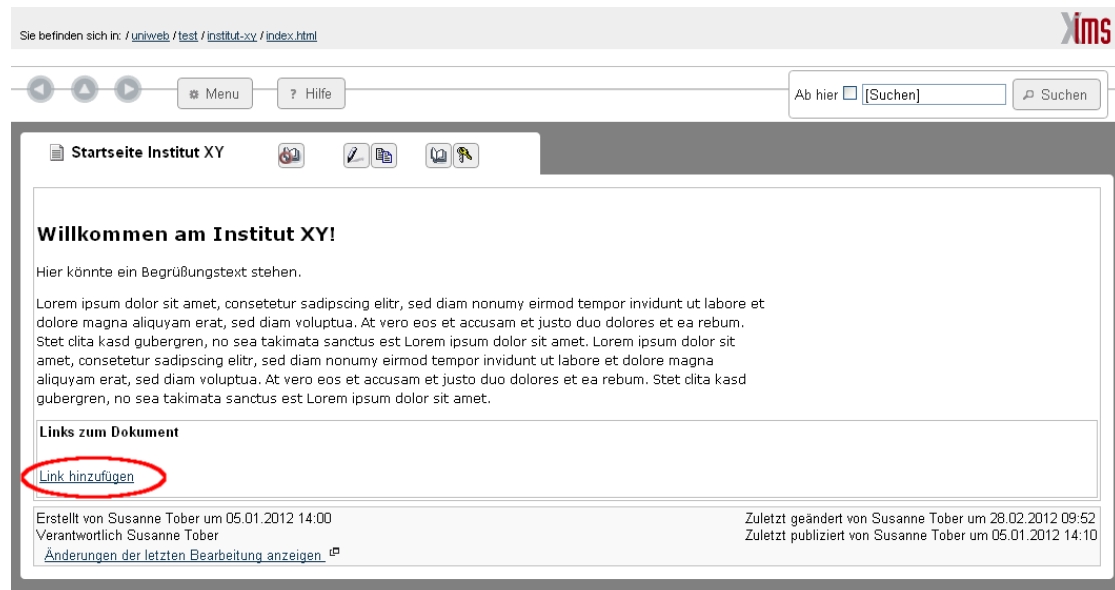 Sie befinden sich in: / uniweb / test / institut-xy / index.html
Xims
Menu
? Hilfe
Ab hier [Suchen]
Suchen
Startseite Institut XY
Willkommen am Institut XY!
Hier könnte ein Begrüßungstext stehen.
Lorem ipsum dolor sit amet, consetetur sadipscing elitr, sed diam nonumy eirmod tempor invidunt ut labore et
dolore magna aliquyam erat, sed diam voluptua. At vero eos et accusam et justo duo dolores et ea rebum.
Stet clita kasd gubergren, no sea takimata sanctus est Lorem ipsum dolor sit amet. Lorem ipsum dolor sit
amet, consetetur sadipscing elitr, sed diam nonumy eirmod tempor invidunt ut labore et dolore magna
aliquyam erat, sed diam voluptua. At vero eos et accusam et justo duo dolores et ea rebum. Stet clita kasd
gubergren, no sea takimata sanctus est Lorem ipsum dolor sit amet.
Links zum Dokument
Link hinzufügen
Erstellt von Susanne Tober um 05.01.2012 14:00
Zuletzt geändert von Susanne Tober um 28.02.2012 09:52
Verantwortlich Susanne Tober
Zuletzt publiziert von Susanne Tober um 05.01.2012 14:10
Änderungen der letzten Bearbeitung anzeigen